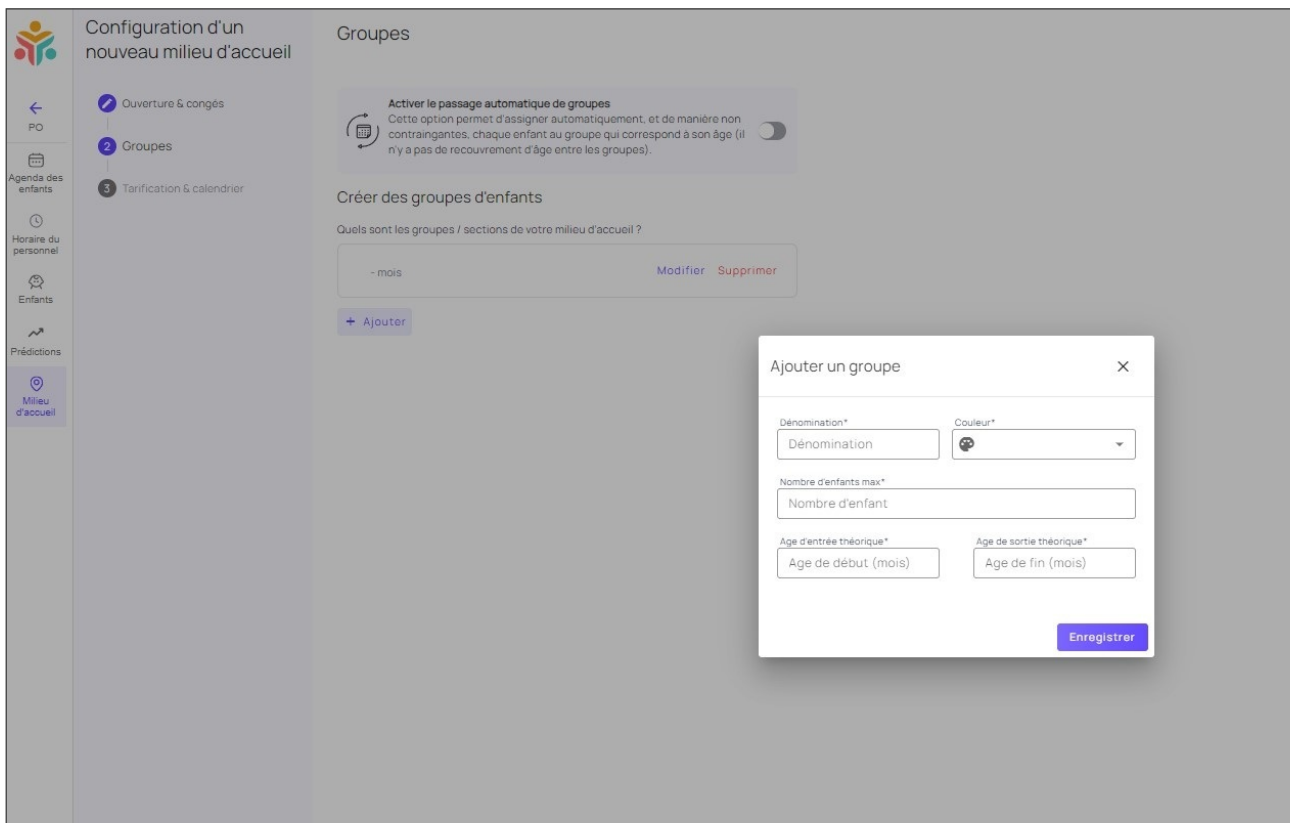 Configuration d'un
nouveau milieu d'accueil
Ouverture & congés
2 Groupes
3 Tarification & calendrier
PO
Agenda des
enfants
Horaire du
personnel
Enfants
Prédictions
Milieu
d'accueil
Groupes
Activer le passage automatique de groupes
Cette option permet d'assigner automatiquement, et de manière non
contraingantes, chaque enfant au groupe qui correspond à son âge (il
n'y a pas de recouvrement d'âge entre les groupes).
Créer des groupes d'enfants
Quels sont les groupes / sections de votre milieu d'accueil ?
- mois Modifier Supprimer
+ Ajouter
Ajouter un groupe
Dénomination* Couleur*
Dénomination
Nombre d'enfants max*
Nombre d'enfant
Age d'entrée théorique* Age de sortie théorique*
Age de début (mois) Age de fin (mois)
Enregistrer